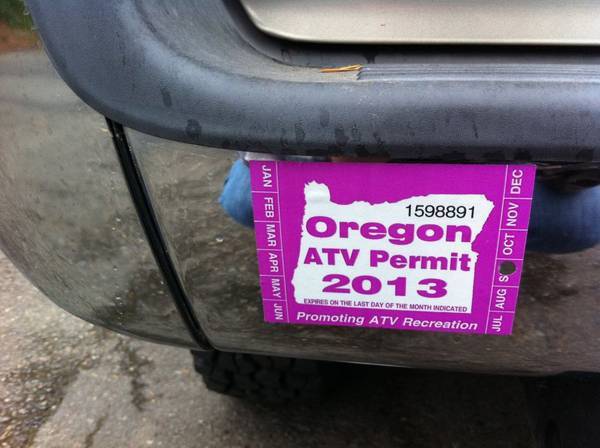 JAN FEB MAR APR MAY JUN
1598891
Oregon
ATV Permit
2013
EXPIRES ON THE LAST DAY OF THE MONTH INDICATED
Promoting ATV Recreation
JUL AUG S OCT NOV DEC